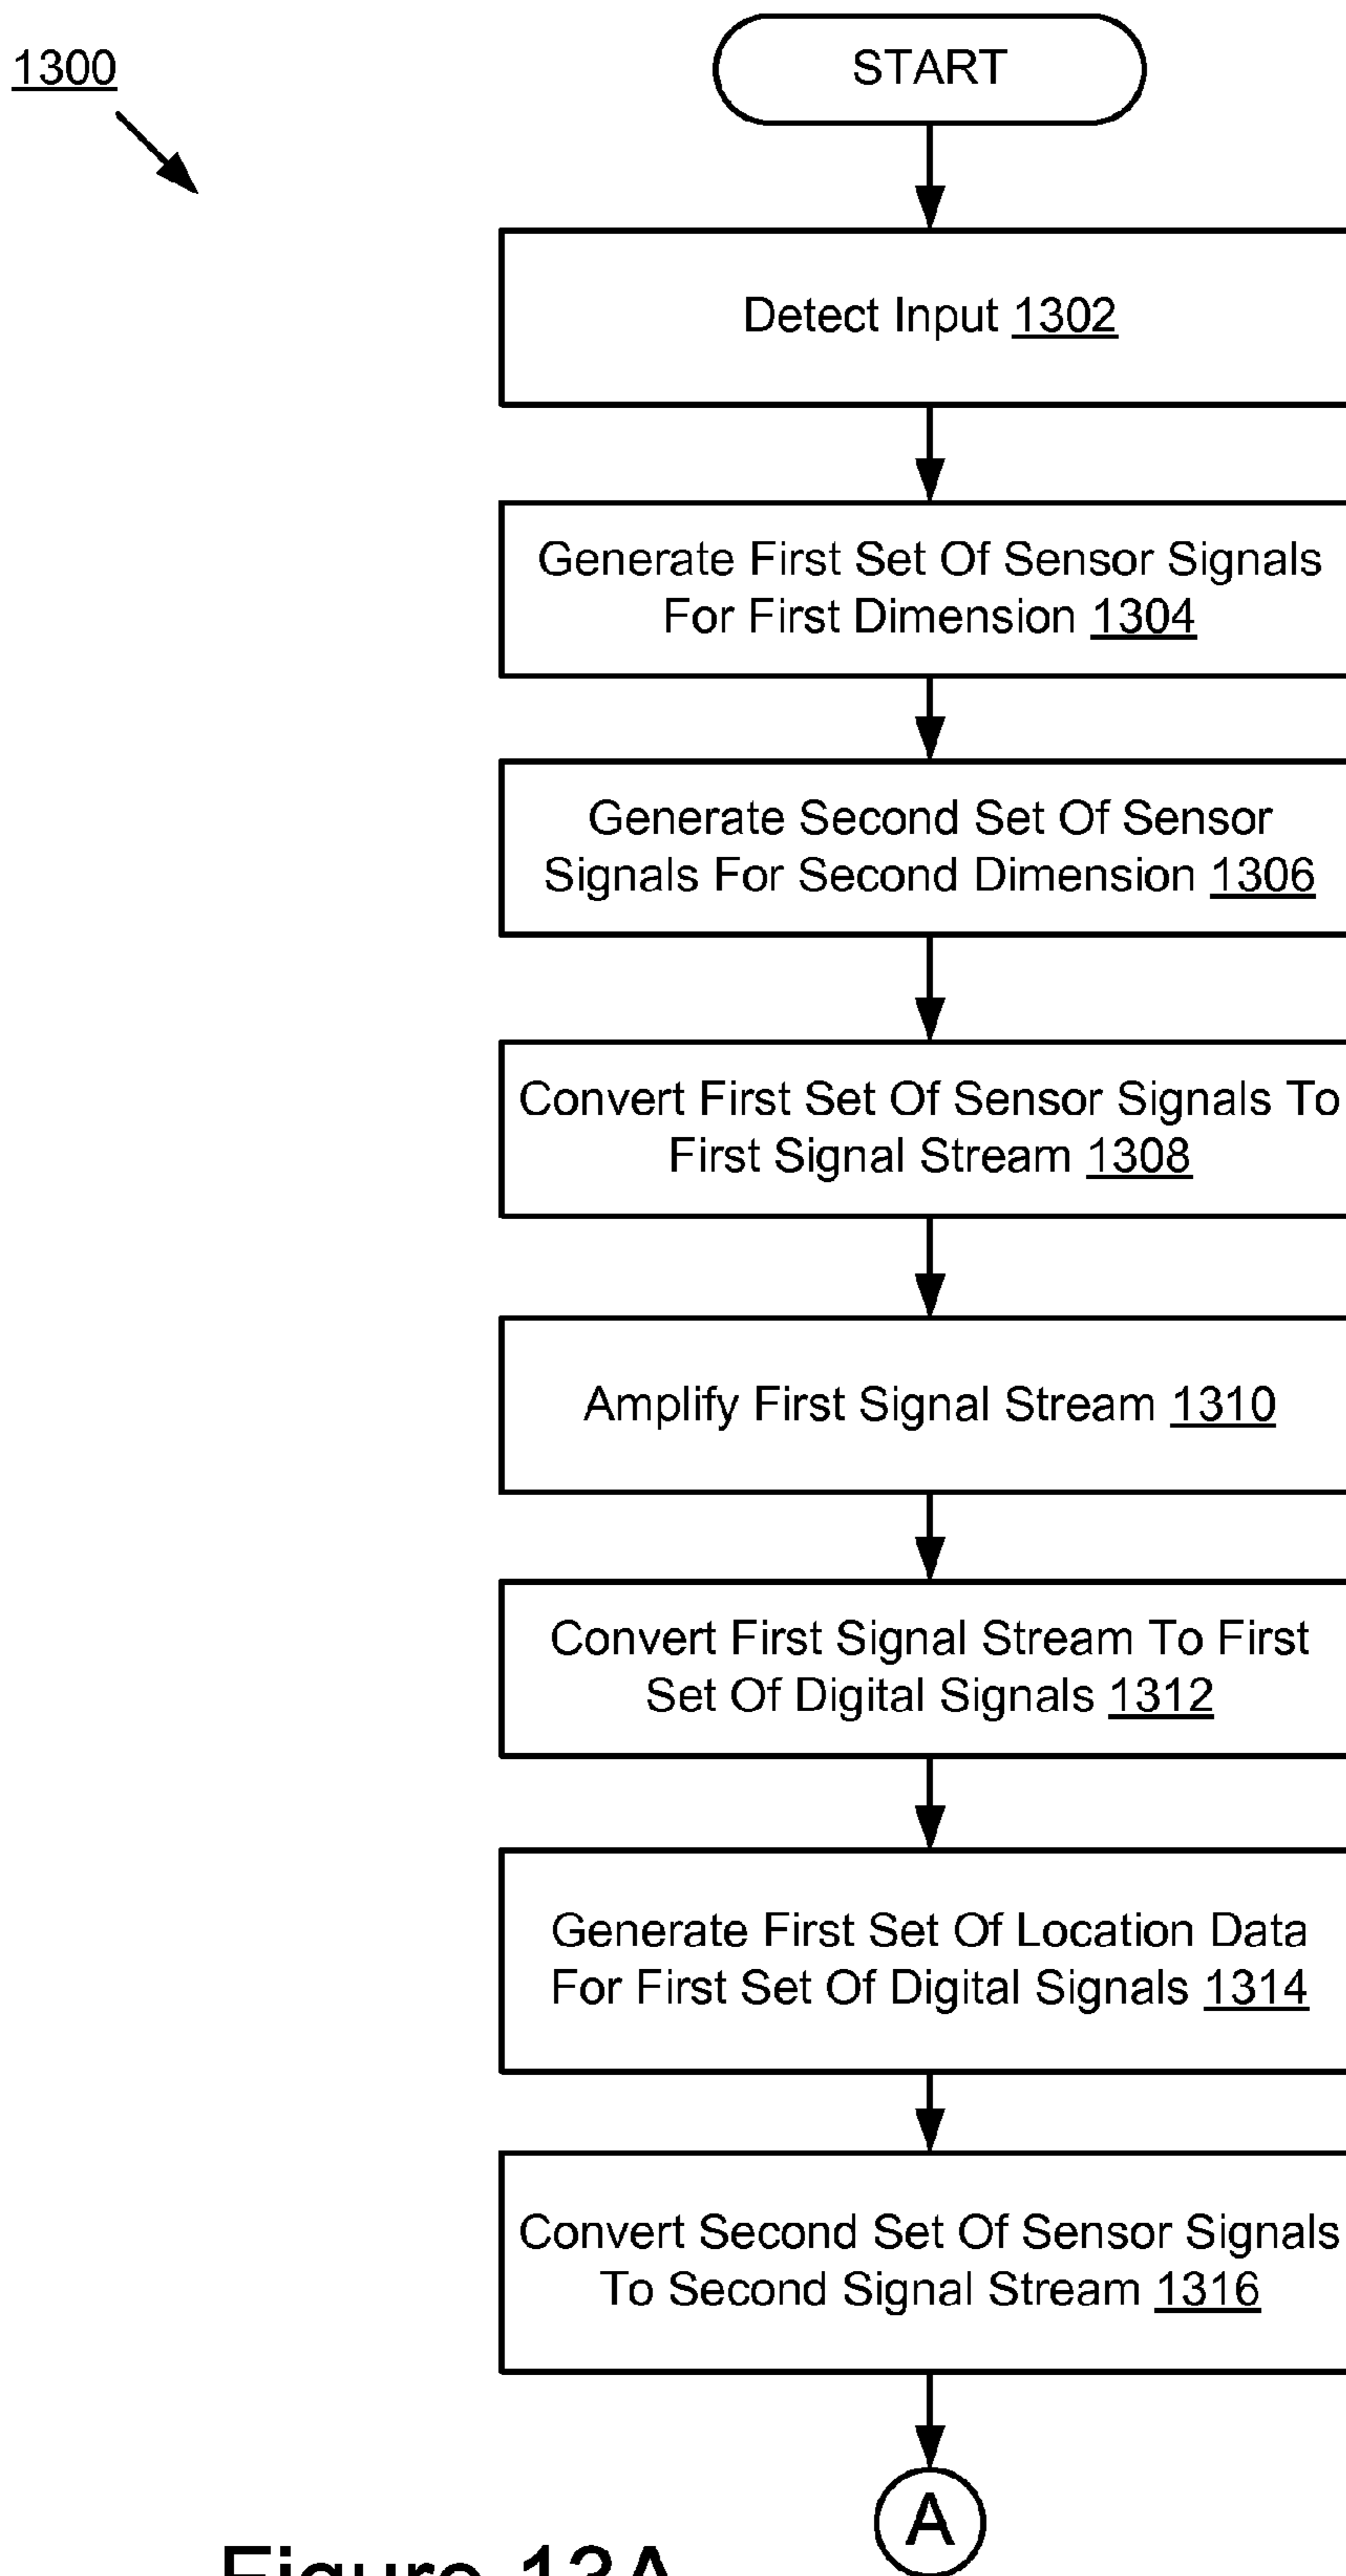 1300
START
Detect Input 1302
Generate First Set Of Sensor Signals
For First Dimension 1304
Generate Second Set Of Sensor
Signals For Second Dimension 1306
Convert First Set Of Sensor Signals To
First Signal Stream 1308
Amplify First Signal Stream 1310
Convert First Signal Stream To First
Set Of Digital Signals 1312
Generate First Set Of Location Data
For First Set Of Digital Signals 1314
Convert Second Set Of Sensor Signals
To Second Signal Stream 1316
A
Figure 13A